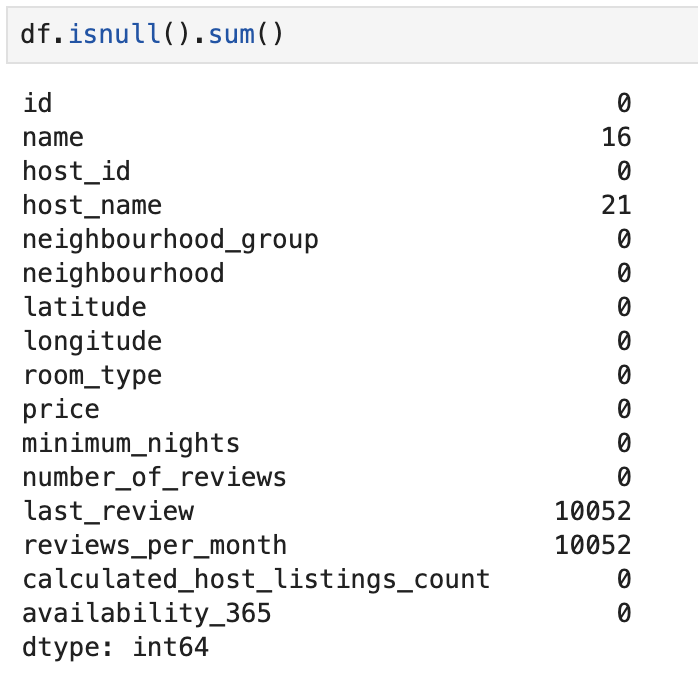 df.isnull().sum()
id 0
name 16
host_id 0
host_name 21
neighbourhood_group 0
neighbourhood 0
latitude 0
longitude 0
room_type 0
price 0
minimum_nights 0
number_of_reviews 0
last_review 10052
reviews_per_month 10052
calculated_host_listings_count 0
availability_365 0
dtype: int64